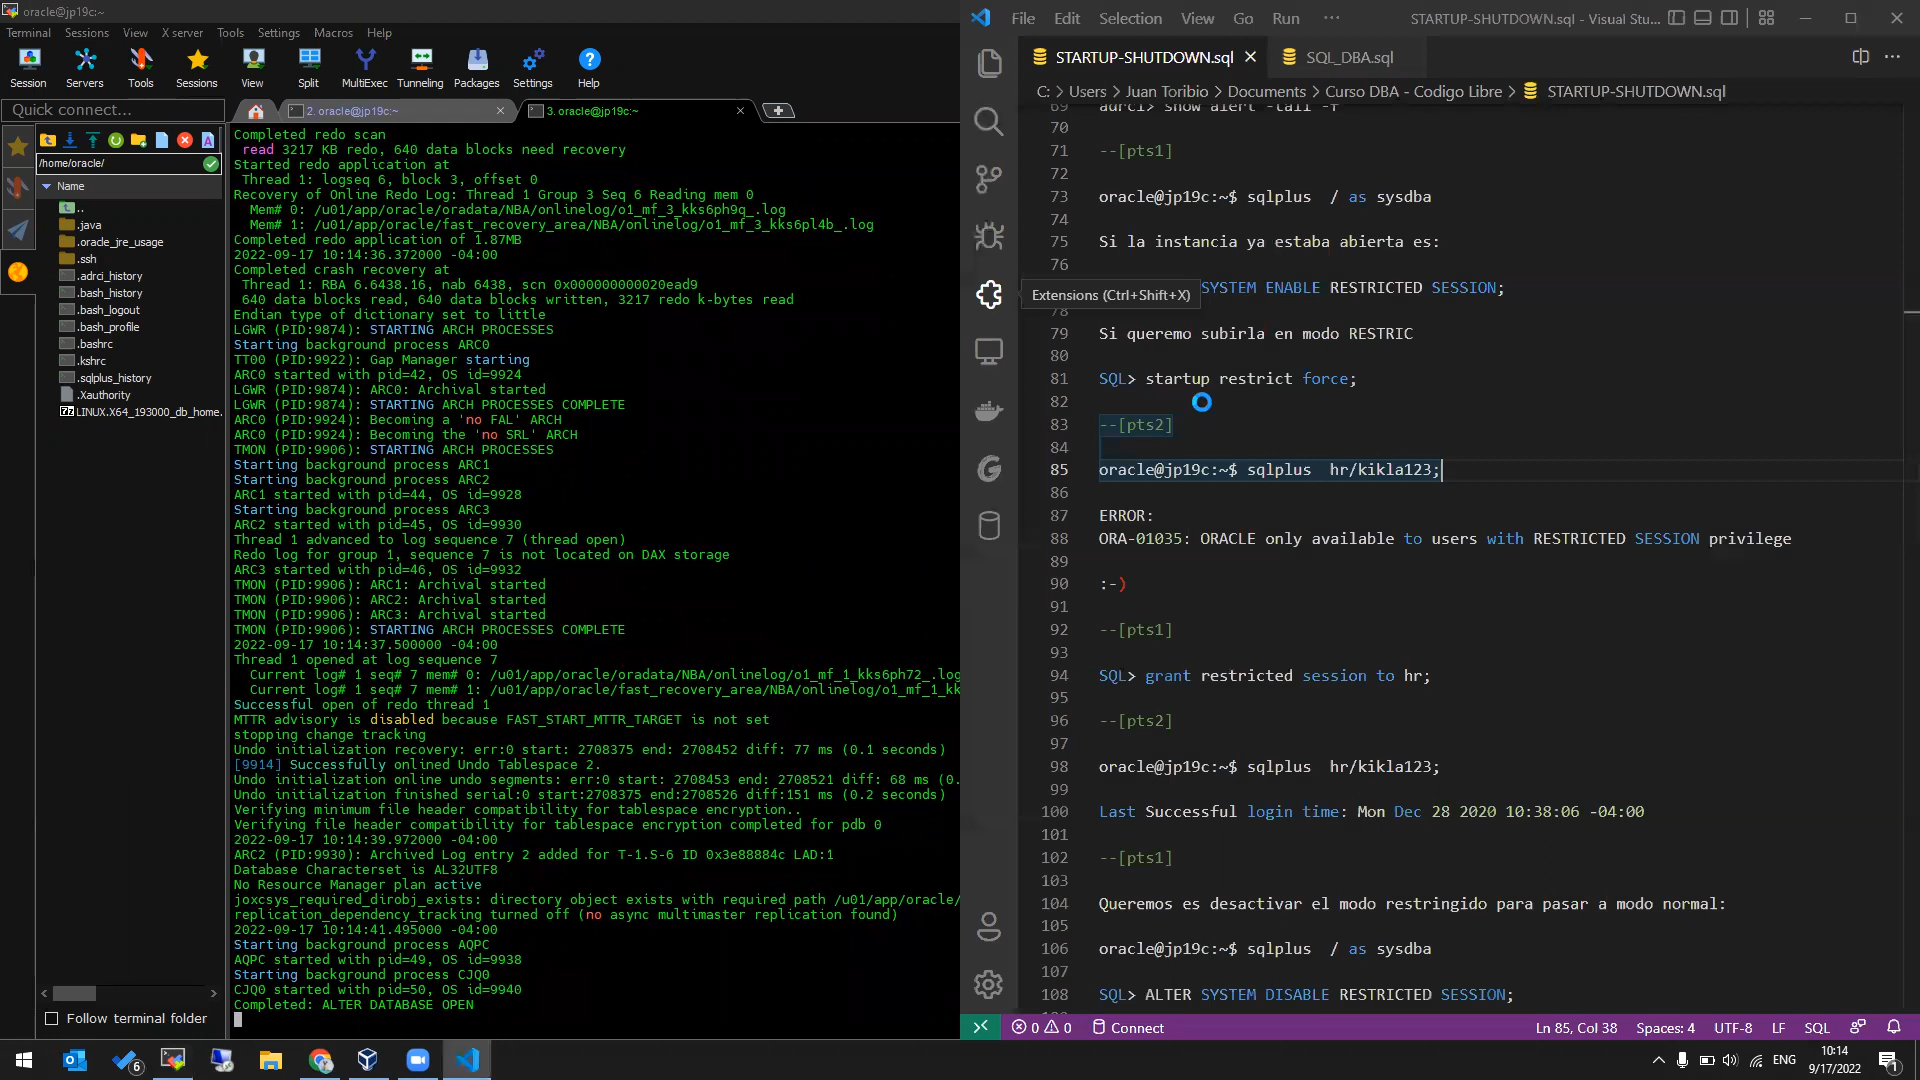 oracle@jp19c:~
Terminal Sessions View X server Tools Settings Macros Help
Session Servers Tools Sessions View Split MultiExec Tunneling Packages Settings Help
Quick connect...
2. oracle@jp19c:~
3. oracle@jp19c:~
/home/oracle/
Name
..
.java
.oracle_jre_usage
.ssh
.adrci_history
.bash_history
.bash_logout
.bash_profile
.bashrc
.kshrc
.sqlplus_history
.Xauthority
LINUX.X64_193000_db_home.
Follow terminal folder
Completed redo scan
read 3217 KB redo, 640 data blocks need recovery
Started redo application at
Thread 1: logseq 6, block 3, offset 0
Recovery of Online Redo Log: Thread 1 Group 3 Seq 6 Reading mem 0
Mem# 0: /u01/app/oracle/oradata/NBA/onlinelog/o1_mf_3_kks6ph9q_.log
Mem# 1: /u01/app/oracle/fast_recovery_area/NBA/onlinelog/o1_mf_3_kks6pl4b_.log
Completed redo application of 1.87MB
2022-09-17 10:14:36.372000 -04:00
Completed crash recovery at
Thread 1: RBA 6.6438.16, nab 6438, scn 0x000000000020ead9
640 data blocks read, 640 data blocks written, 3217 redo k-bytes read
Endian type of dictionary set to little
LGWR (PID:9874): STARTING ARCH PROCESSES
Starting background process ARC0
TT00 (PID:9922): Gap Manager starting
ARC0 started with pid=42, OS id=9924
LGWR (PID:9874): ARC0: Archival started
LGWR (PID:9874): STARTING ARCH PROCESSES COMPLETE
ARC0 (PID:9924): Becoming a 'no FAL' ARCH
ARC0 (PID:9924): Becoming the 'no SRL' ARCH
TMON (PID:9906): STARTING ARCH PROCESSES
Starting background process ARC1
Starting background process ARC2
ARC1 started with pid=44, OS id=9928
Starting background process ARC3
ARC2 started with pid=45, OS id=9930
Thread 1 advanced to log sequence 7 (thread open)
Redo log for group 1, sequence 7 is not located on DAX storage
ARC3 started with pid=46, OS id=9932
TMON (PID:9906): ARC1: Archival started
TMON (PID:9906): ARC2: Archival started
TMON (PID:9906): ARC3: Archival started
TMON (PID:9906): STARTING ARCH PROCESSES COMPLETE
2022-09-17 10:14:37.500000 -04:00
Thread 1 opened at log sequence 7
Current log# 1 seq# 7 mem# 0: /u01/app/oracle/oradata/NBA/onlinelog/o1_mf_1_kks6ph72_.log
Current log# 1 seq# 7 mem# 1: /u01/app/oracle/fast_recovery_area/NBA/onlinelog/o1_mf_1_kk
Successful open of redo thread 1
MTTR advisory is disabled because FAST_START_MTTR_TARGET is not set
stopping change tracking
Undo initialization recovery: err:0 start: 2708375 end: 2708452 diff: 77 ms (0.1 seconds)
[9914] Successfully onlined Undo Tablespace 2.
Undo initialization online undo segments: err:0 start: 2708453 end: 2708521 diff: 68 ms (0.
Undo initialization finished serial:0 start:2708375 end:2708526 diff:151 ms (0.2 seconds)
Verifying minimum file header compatibility for tablespace encryption..
Verifying file header compatibility for tablespace encryption completed for pdb 0
2022-09-17 10:14:39.972000 -04:00
ARC2 (PID:9930): Archived Log entry 2 added for T-1.S-6 ID 0x3e88884c LAD:1
Database Characterset is AL32UTF8
No Resource Manager plan active
joxcsys_required_dirobj_exists: directory object exists with required path /u01/app/oracle/
replication_dependency_tracking turned off (no async multimaster replication found)
2022-09-17 10:14:41.495000 -04:00
Starting background process AQPC
AQPC started with pid=49, OS id=9938
Starting background process CJQ0
CJQ0 started with pid=50, OS id=9940
Completed: ALTER DATABASE OPEN
File Edit Selection View Go Run ··· STARTUP-SHUTDOWN.sql - Visual Stu...
STARTUP-SHUTDOWN.sql
SQL_DBA.sql
C: > Users > Juan Toribio > Documents > Curso DBA - Codigo Libre > STARTUP-SHUTDOWN.sql
69 adrci> show alert -tail -f
70
71 --[pts1]
72
73 oracle@jp19c:~$ sqlplus / as sysdba
74
75 Si la instancia ya estaba abierta es:
76
Extensions (Ctrl+Shift+X)
SYSTEM ENABLE RESTRICTED SESSION;
78
79 Si queremo subirla en modo RESTRIC
80
81 SQL> startup restrict force;
82
83 --[pts2]
84
85 oracle@jp19c:~$ sqlplus hr/kikla123;
86
87 ERROR:
88 ORA-01035: ORACLE only available to users with RESTRICTED SESSION privilege
89
90 :-)
91
92 --[pts1]
93
94 SQL> grant restricted session to hr;
95
96 --[pts2]
97
98 oracle@jp19c:~$ sqlplus hr/kikla123;
99
100 Last Successful login time: Mon Dec 28 2020 10:38:06 -04:00
101
102 --[pts1]
103
104 Queremos es desactivar el modo restringido para pasar a modo normal:
105
106 oracle@jp19c:~$ sqlplus / as sysdba
107
108 SQL> ALTER SYSTEM DISABLE RESTRICTED SESSION;
0 0 Connect Ln 85, Col 38 Spaces: 4 UTF-8 LF SQL
6
ENG
10:14
9/17/2022
1